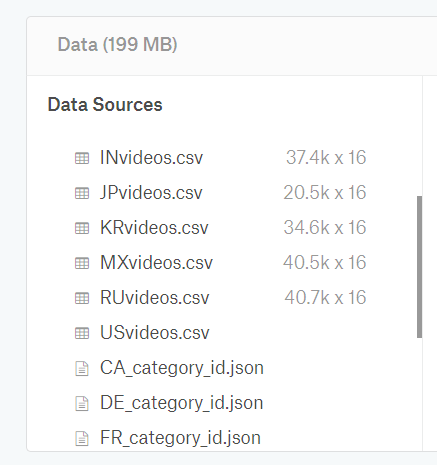 Data (199 MB)
Data Sources
INvideos.csv 37.4k x 16
JPvideos.csv 20.5k x 16
KRvideos.csv 34.6k x 16
MXvideos.csv 40.5k x 16
RUvideos.csv 40.7k x 16
USvideos.csv
CA_category_id.json
DE_category_id.json
FR_category_id.json